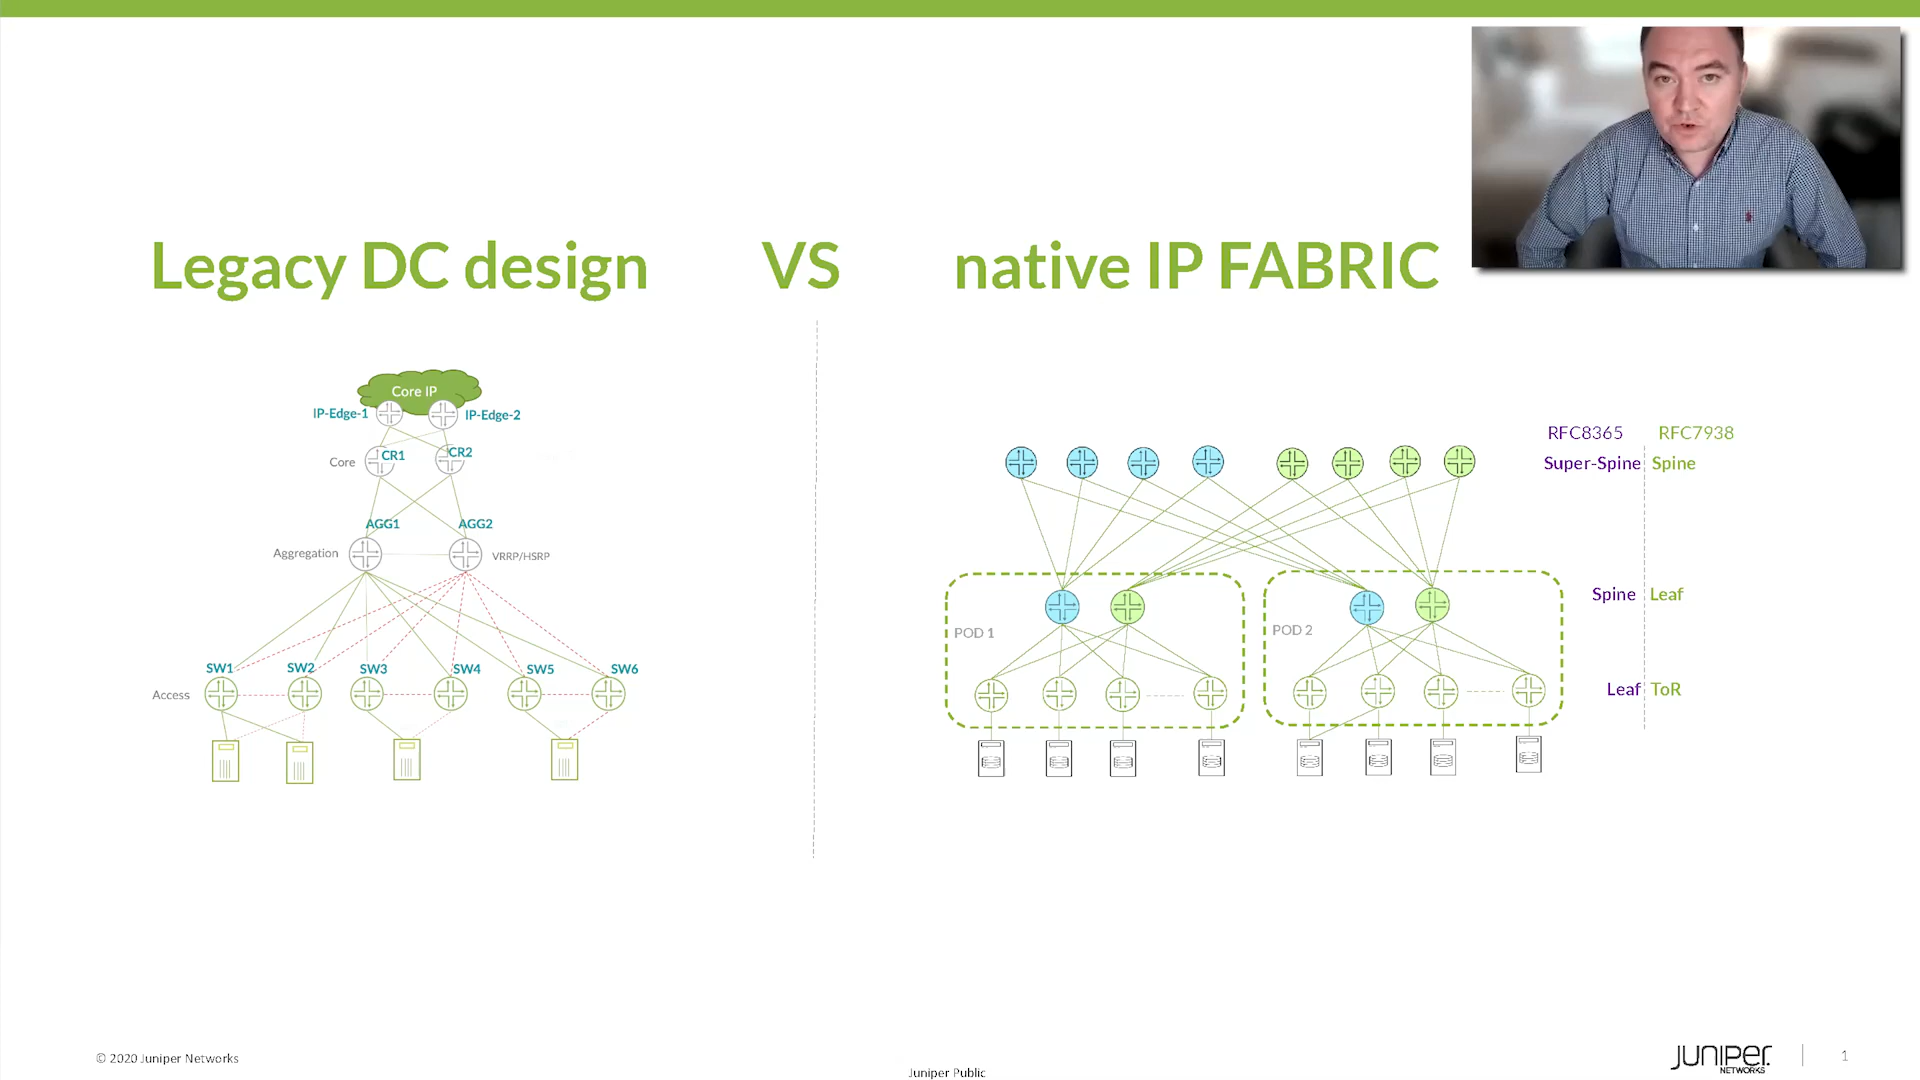 Legacy DC design VS native IP FABRIC
Core IP
IP-Edge-1
IP-Edge-2
Core
CR1
CR2
AGG1
AGG2
Aggregation
VRRP/HSRP
SW1
SW2
SW3
SW4
SW5
SW6
Access
RFC8365
RFC7938
Super-Spine
Spine
POD 1
POD 2
Spine
Leaf
Leaf
ToR
© 2020 Juniper Networks
Juniper Public
JUNIPER
NETWORKS
1